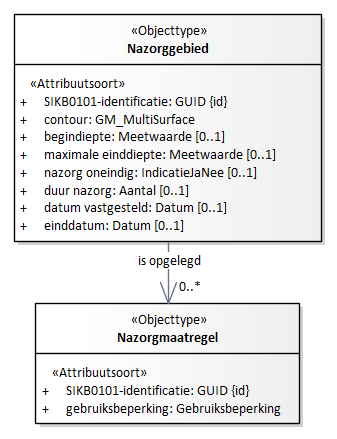 «Objecttype»
Nazorggebied
«Attribuutsoort»
+ SIKB0101-identificatie: GUID {id}
+ contour: GM_MultiSurface
+ begindiepte: Meetwaarde [0..1]
+ maximale einddiepte: Meetwaarde [0..1]
+ nazorg oneindig: IndicatieJaNee [0..1]
+ duur nazorg: Aantal [0..1]
+ datum vastgesteld: Datum [0..1]
+ einddatum: Datum [0..1]
is opgelegd
0..*
«Objecttype»
Nazorgmaatregel
«Attribuutsoort»
+ SIKB0101-identificatie: GUID {id}
+ gebruiksbeperking: Gebruiksbeperking